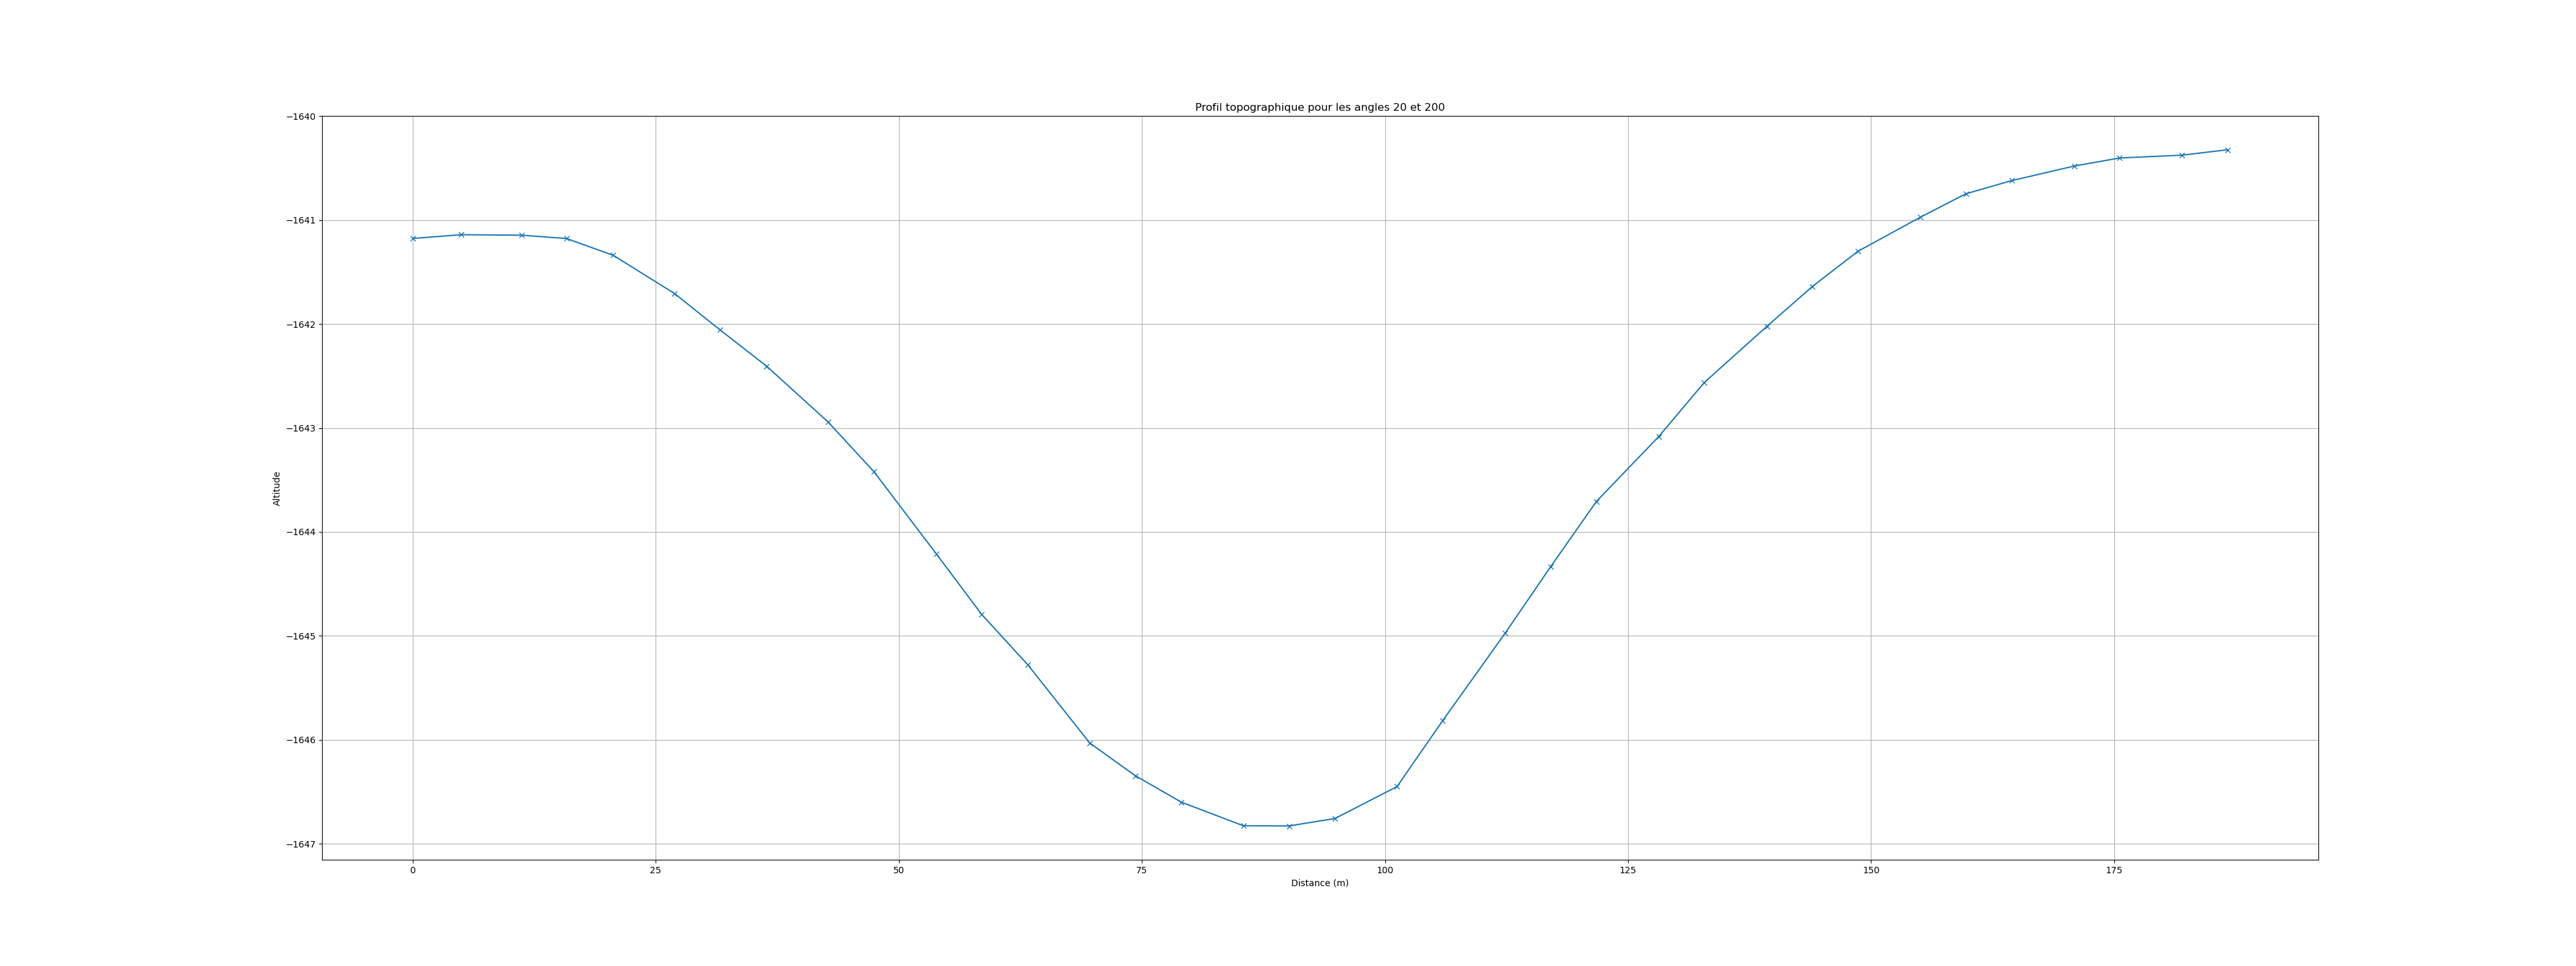 Profil topographique pour les angles 20 et 200
−1640
−1641
−1642
−1643
−1644
−1645
−1646
−1647
Altitude
0 25 50 75 100 125 150 175
Distance (m)